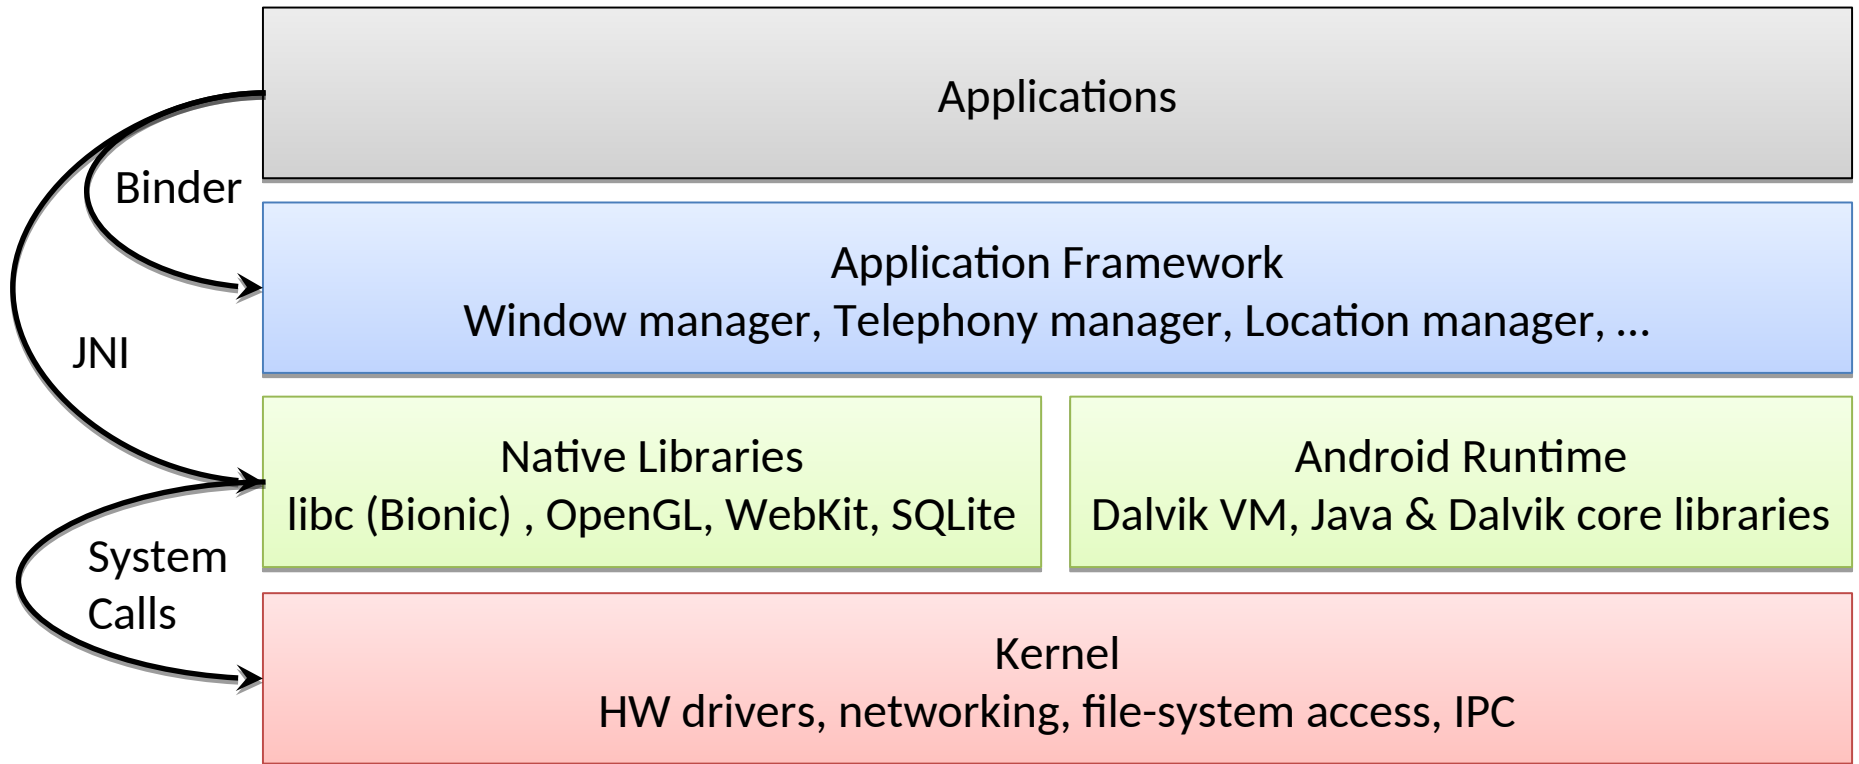 Applications
Binder
Application Framework
Window manager, Telephony manager, Location manager, ...
JNI
Native Libraries
libc (Bionic) , OpenGL, WebKit, SQLite
Android Runtime
Dalvik VM, Java & Dalvik core libraries
System
Calls
Kernel
HW drivers, networking, file-system access, IPC